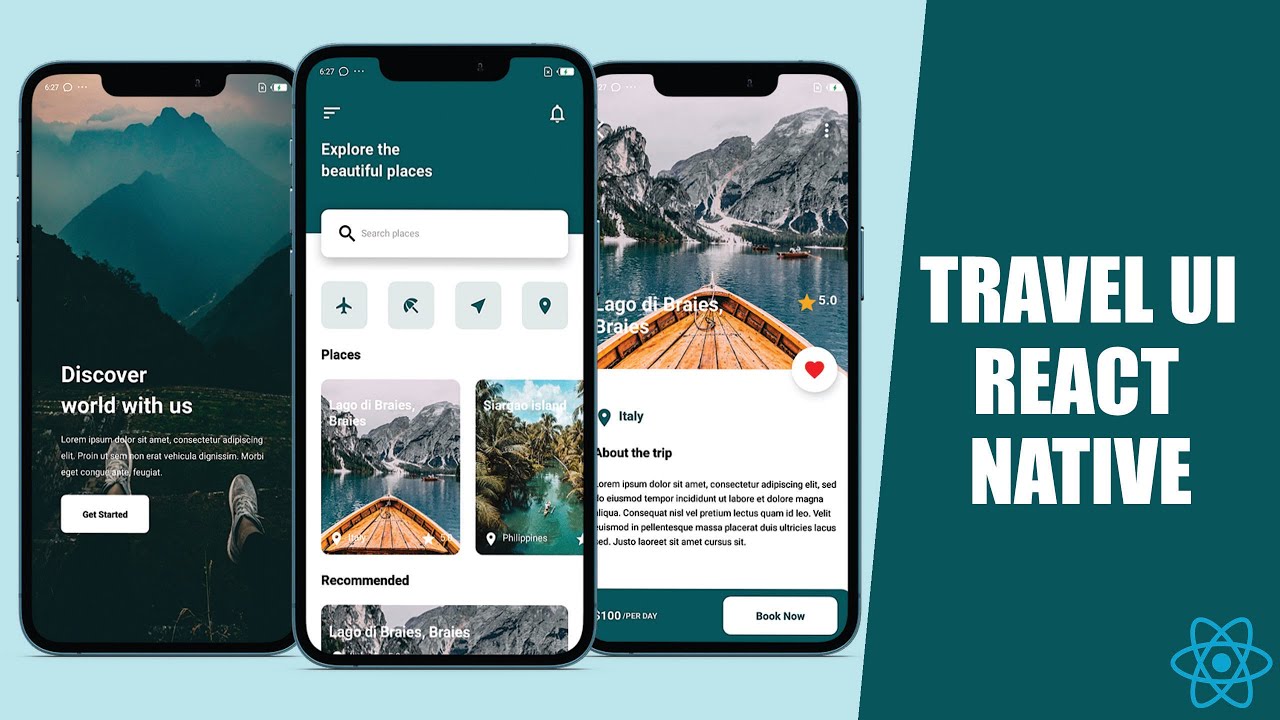 6:27
Discover
world with us
Lorem ipsum dolor sit amet, consectetur adipiscing
elit. Proin ut sem non erat vehicula dignissim. Morbi
eget congue ante, feugiat.
Get Started
6:27
Explore the
beautiful places
Search places
Places
Lago di Braies,
Braies
Italy
5.0
Siargao island
Philippines
Recommended
Lago di Braies, Braies
:27
Lago di Braies,
Braies
5.0
Italy
About the trip
Lorem ipsum dolor sit amet, consectetur adipiscing elit, sed
do eiusmod tempor incididunt ut labore et dolore magna
aliqua. Consequat nisl vel pretium lectus quam id leo. Velit
euismod in pellentesque massa placerat duis ultricies lacus
sed. Justo laoreet sit amet cursus sit.
$100 /PER DAY
Book Now
TRAVEL UI
REACT
NATIVE